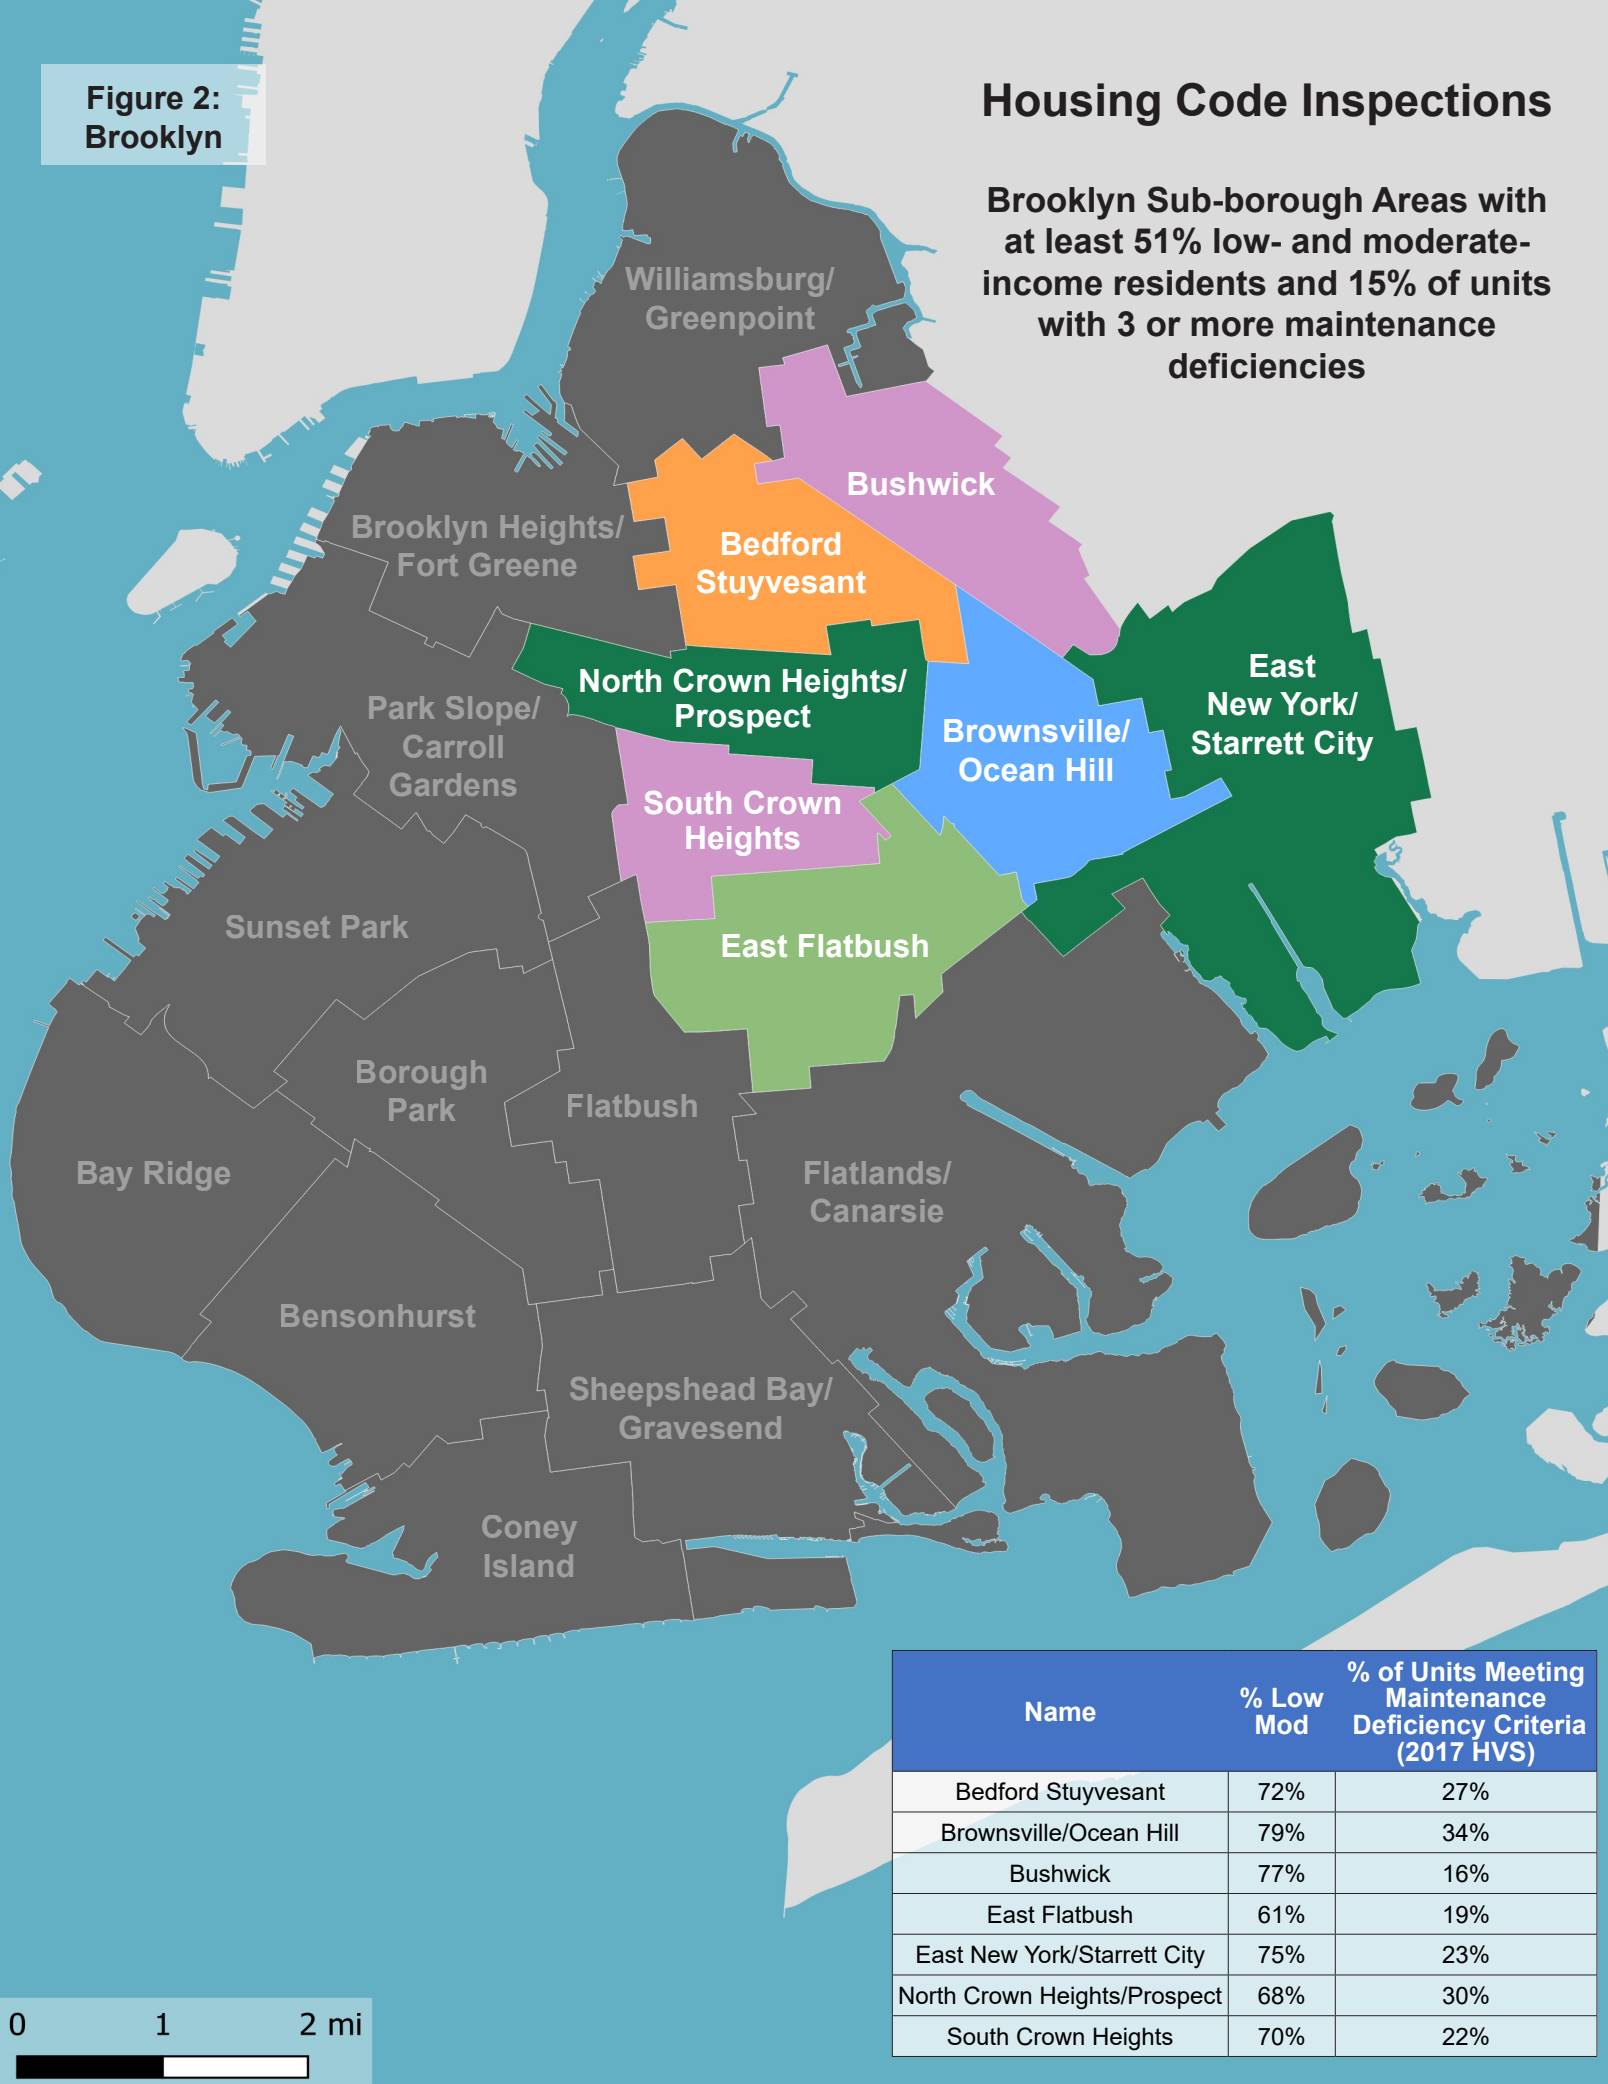 Figure 2:
Brooklyn
Housing Code Inspections
Brooklyn Sub-borough Areas with
at least 51% low- and moderate-
income residents and 15% of units
with 3 or more maintenance
deficiencies
Williamsburg/
Greenpoint
Bushwick
Brooklyn Heights/
Fort Greene
Bedford
Stuyvesant
North Crown Heights/
Prospect
East
New York/
Starrett City
Park Slope/
Carroll
Gardens
Brownsville/
Ocean Hill
South Crown
Heights
Sunset Park
East Flatbush
Borough
Park
Flatbush
Bay Ridge
Flatlands/
Canarsie
Bensonhurst
Sheepshead Bay/
Gravesend
Coney
Island
Name % Low Mod % of Units Meeting Maintenance Deficiency Criteria (2017 HVS)
Bedford Stuyvesant 72% 27%
Brownsville/Ocean Hill 79% 34%
Bushwick 77% 16%
East Flatbush 61% 19%
East New York/Starrett City 75% 23%
North Crown Heights/Prospect 68% 30%
South Crown Heights 70% 22%
0 1 2 mi